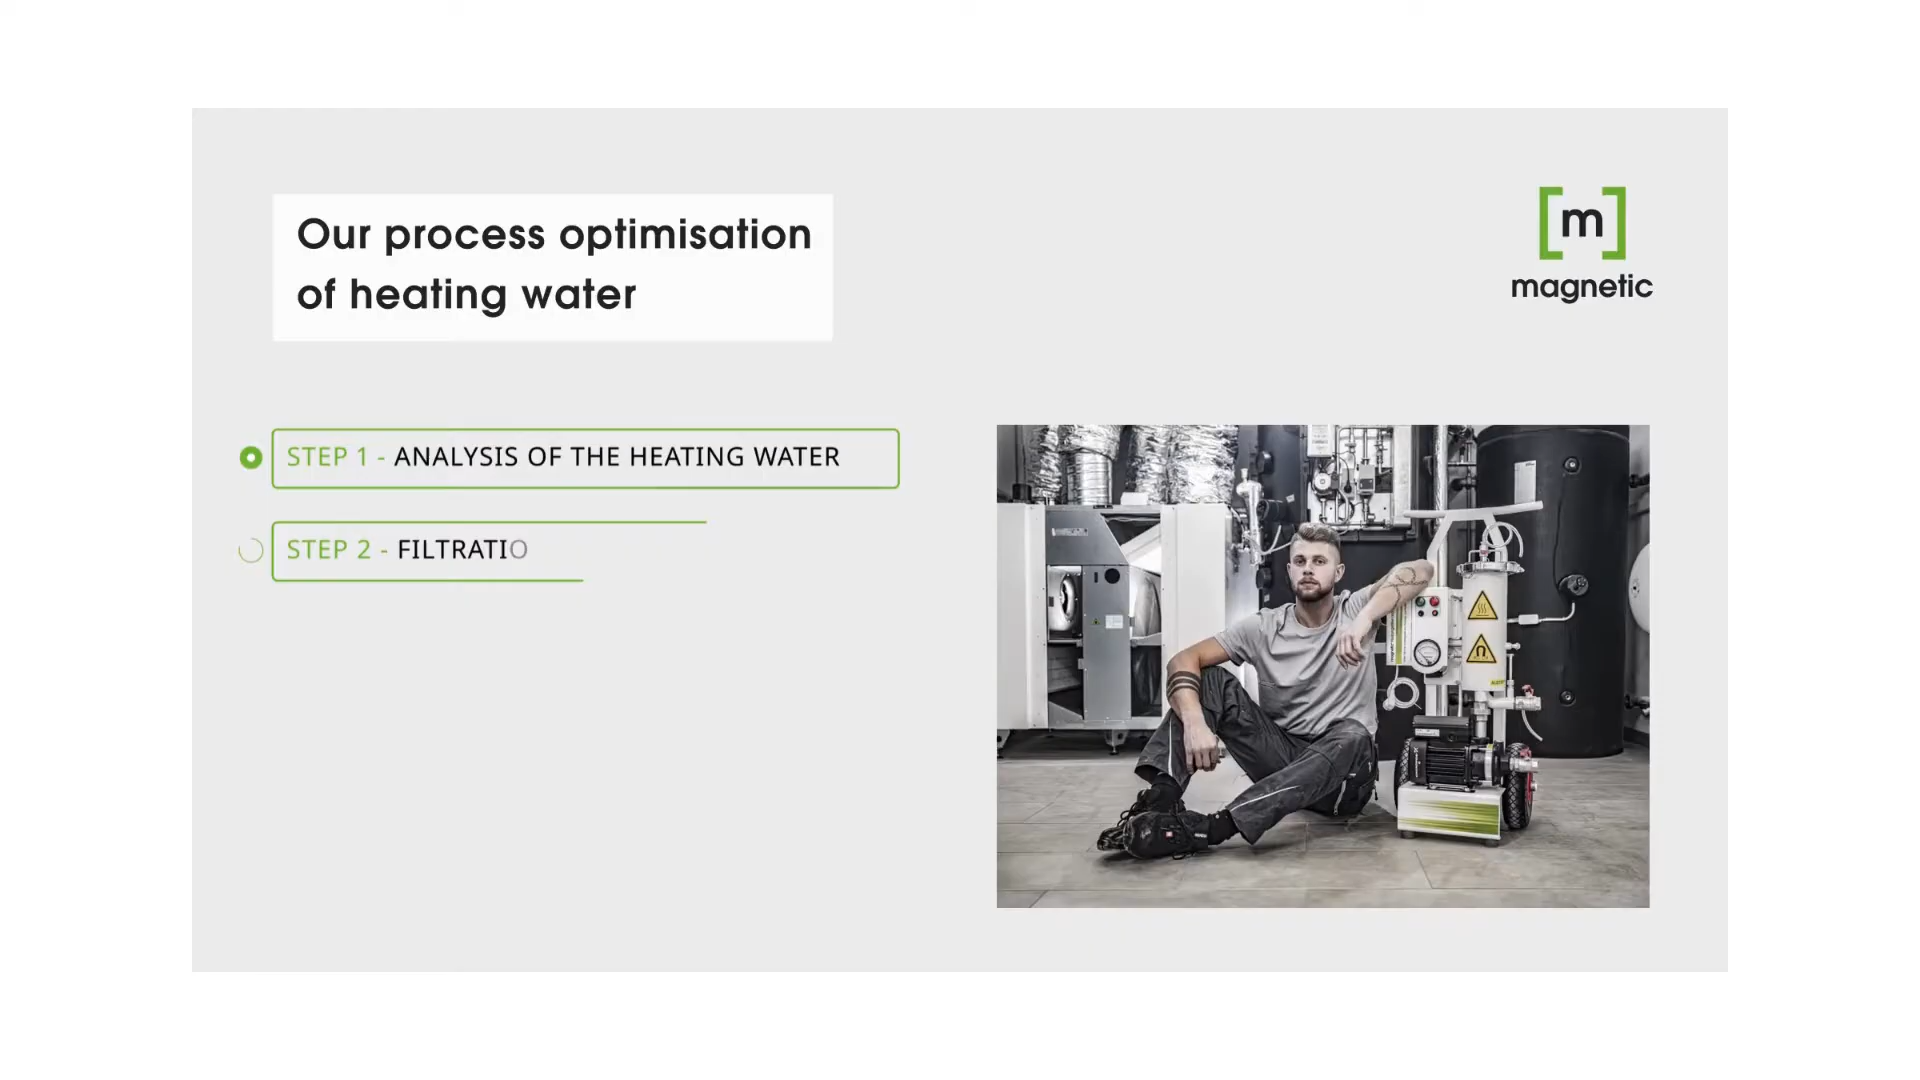 Our process optimisation
of heating water
[m]
magnetic
STEP 1 - ANALYSIS OF THE HEATING WATER
STEP 2 - FILTRATIO